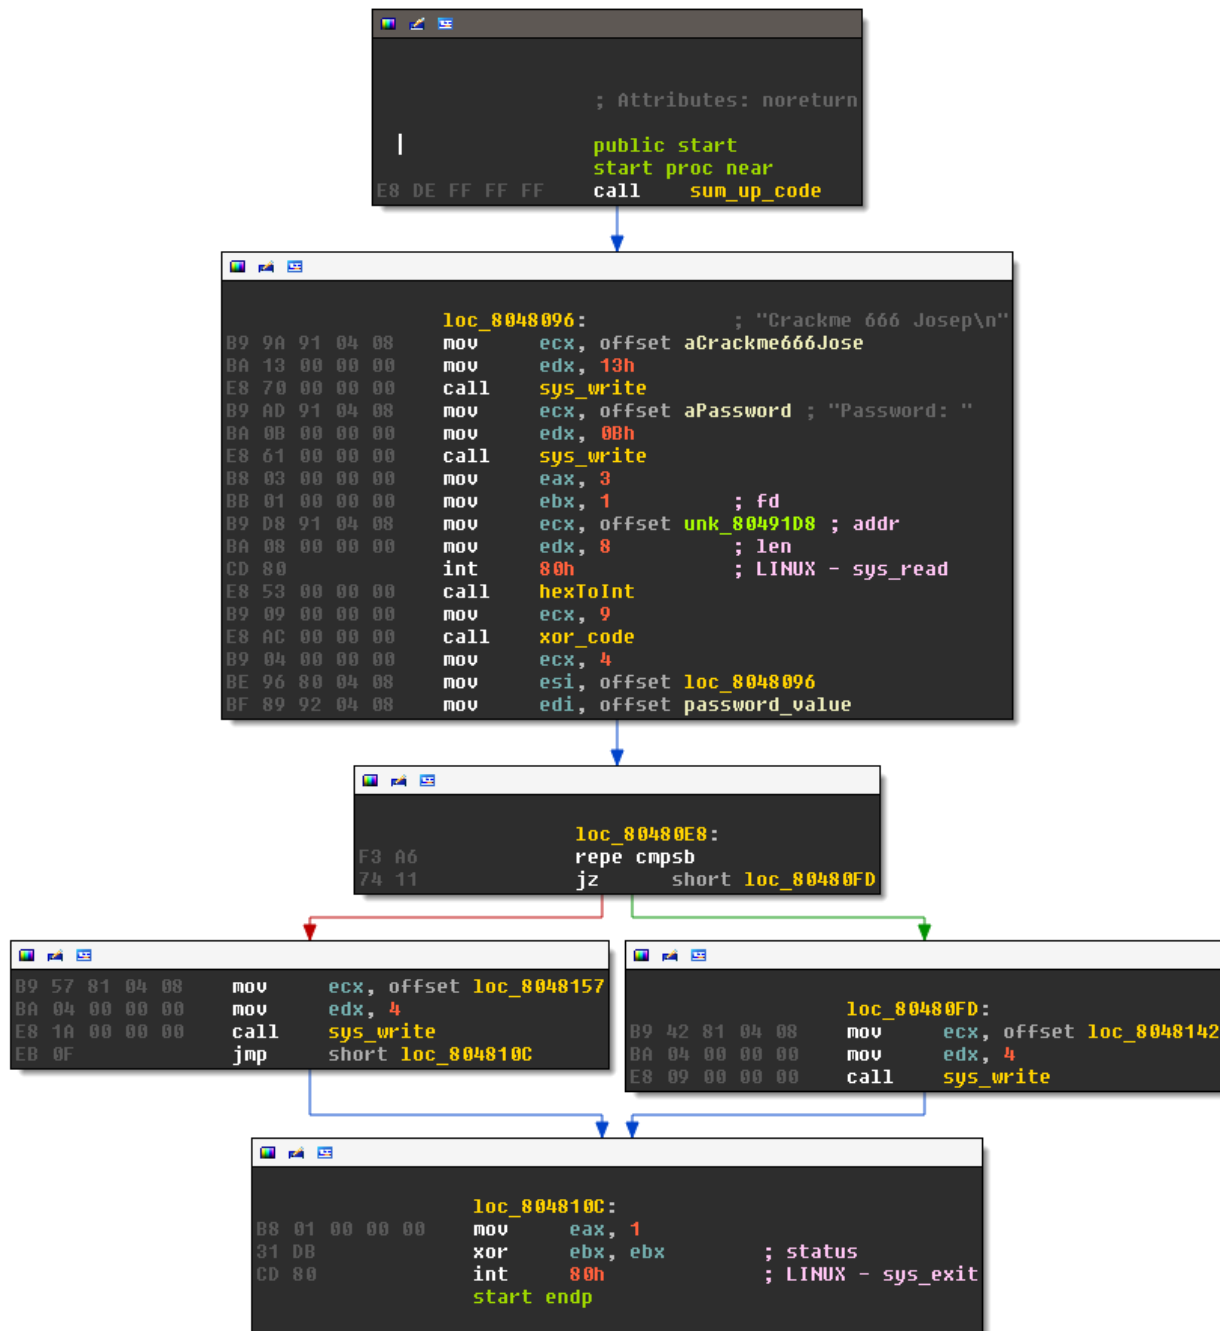 ; Attributes: noreturn
public start
start proc near
E8 DE FF FF FF call sum_up_code
loc_8048096: ; "Crackme 666 Josep\n"
B9 9A 91 04 08 mov ecx, offset aCrackme666Jose
BA 13 00 00 00 mov edx, 13h
E8 70 00 00 00 call sys_write
B9 AD 91 04 08 mov ecx, offset aPassword ; "Password: "
BA 0B 00 00 00 mov edx, 0Bh
E8 61 00 00 00 call sys_write
B8 03 00 00 00 mov eax, 3
BB 01 00 00 00 mov ebx, 1 ; fd
B9 D8 91 04 08 mov ecx, offset unk_80491D8 ; addr
BA 08 00 00 00 mov edx, 8 ; len
CD 80 int 80h ; LINUX - sys_read
E8 53 00 00 00 call hexToInt
B9 09 00 00 00 mov ecx, 9
E8 AC 00 00 00 call xor_code
B9 04 00 00 00 mov ecx, 4
BE 96 80 04 08 mov esi, offset loc_8048096
BF 89 92 04 08 mov edi, offset password_value
loc_80480E8:
F3 A6 repe cmpsb
74 11 jz short loc_80480FD
B9 57 81 04 08 mov ecx, offset loc_8048157
BA 04 00 00 00 mov edx, 4
E8 1A 00 00 00 call sys_write
EB 0F jmp short loc_804810C
loc_80480FD:
B9 42 81 04 08 mov ecx, offset loc_8048142
BA 04 00 00 00 mov edx, 4
E8 09 00 00 00 call sys_write
loc_804810C:
B8 01 00 00 00 mov eax, 1
31 DB xor ebx, ebx ; status
CD 80 int 80h ; LINUX - sys_exit
start endp